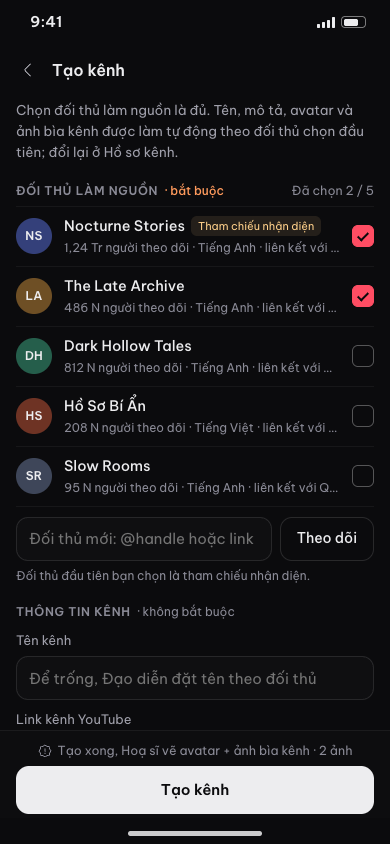 9:41
Tạo kênh
Chọn đối thủ làm nguồn là đủ. Tên, mô tả, avatar và
ảnh bìa kênh được làm tự động theo đối thủ chọn đầu
tiên; đổi lại ở Hồ sơ kênh.
ĐỐI THỦ LÀM NGUỒN · bắt buộc Đã chọn 2 / 5
NS Nocturne Stories Tham chiếu nhận diện
1,24 Tr người theo dõi · Tiếng Anh · liên kết với ...
LA The Late Archive
486 N người theo dõi · Tiếng Anh · liên kết với ...
DH Dark Hollow Tales
812 N người theo dõi · Tiếng Anh · liên kết với ...
HS Hồ Sơ Bí Ẩn
208 N người theo dõi · Tiếng Việt · liên kết với ...
SR Slow Rooms
95 N người theo dõi · Tiếng Anh · liên kết với Q...
Đối thủ mới: @handle hoặc link Theo dõi
Đối thủ đầu tiên bạn chọn là tham chiếu nhận diện.
THÔNG TIN KÊNH · không bắt buộc
Tên kênh
Để trống, Đạo diễn đặt tên theo đối thủ
Link kênh YouTube
Tạo xong, Hoạ sĩ vẽ avatar + ảnh bìa kênh · 2 ảnh
Tạo kênh